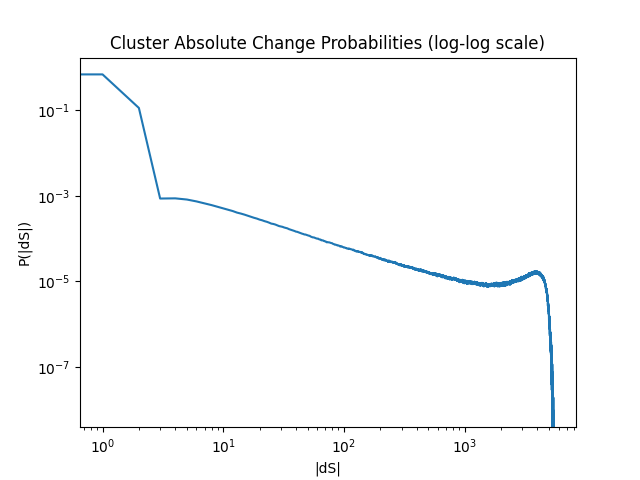 Cluster Absolute Change Probabilities (log-log scale)
P(|dS|)
10⁻¹
10⁻³
10⁻⁵
10⁻⁷
10⁰ 10¹ 10² 10³
|dS|